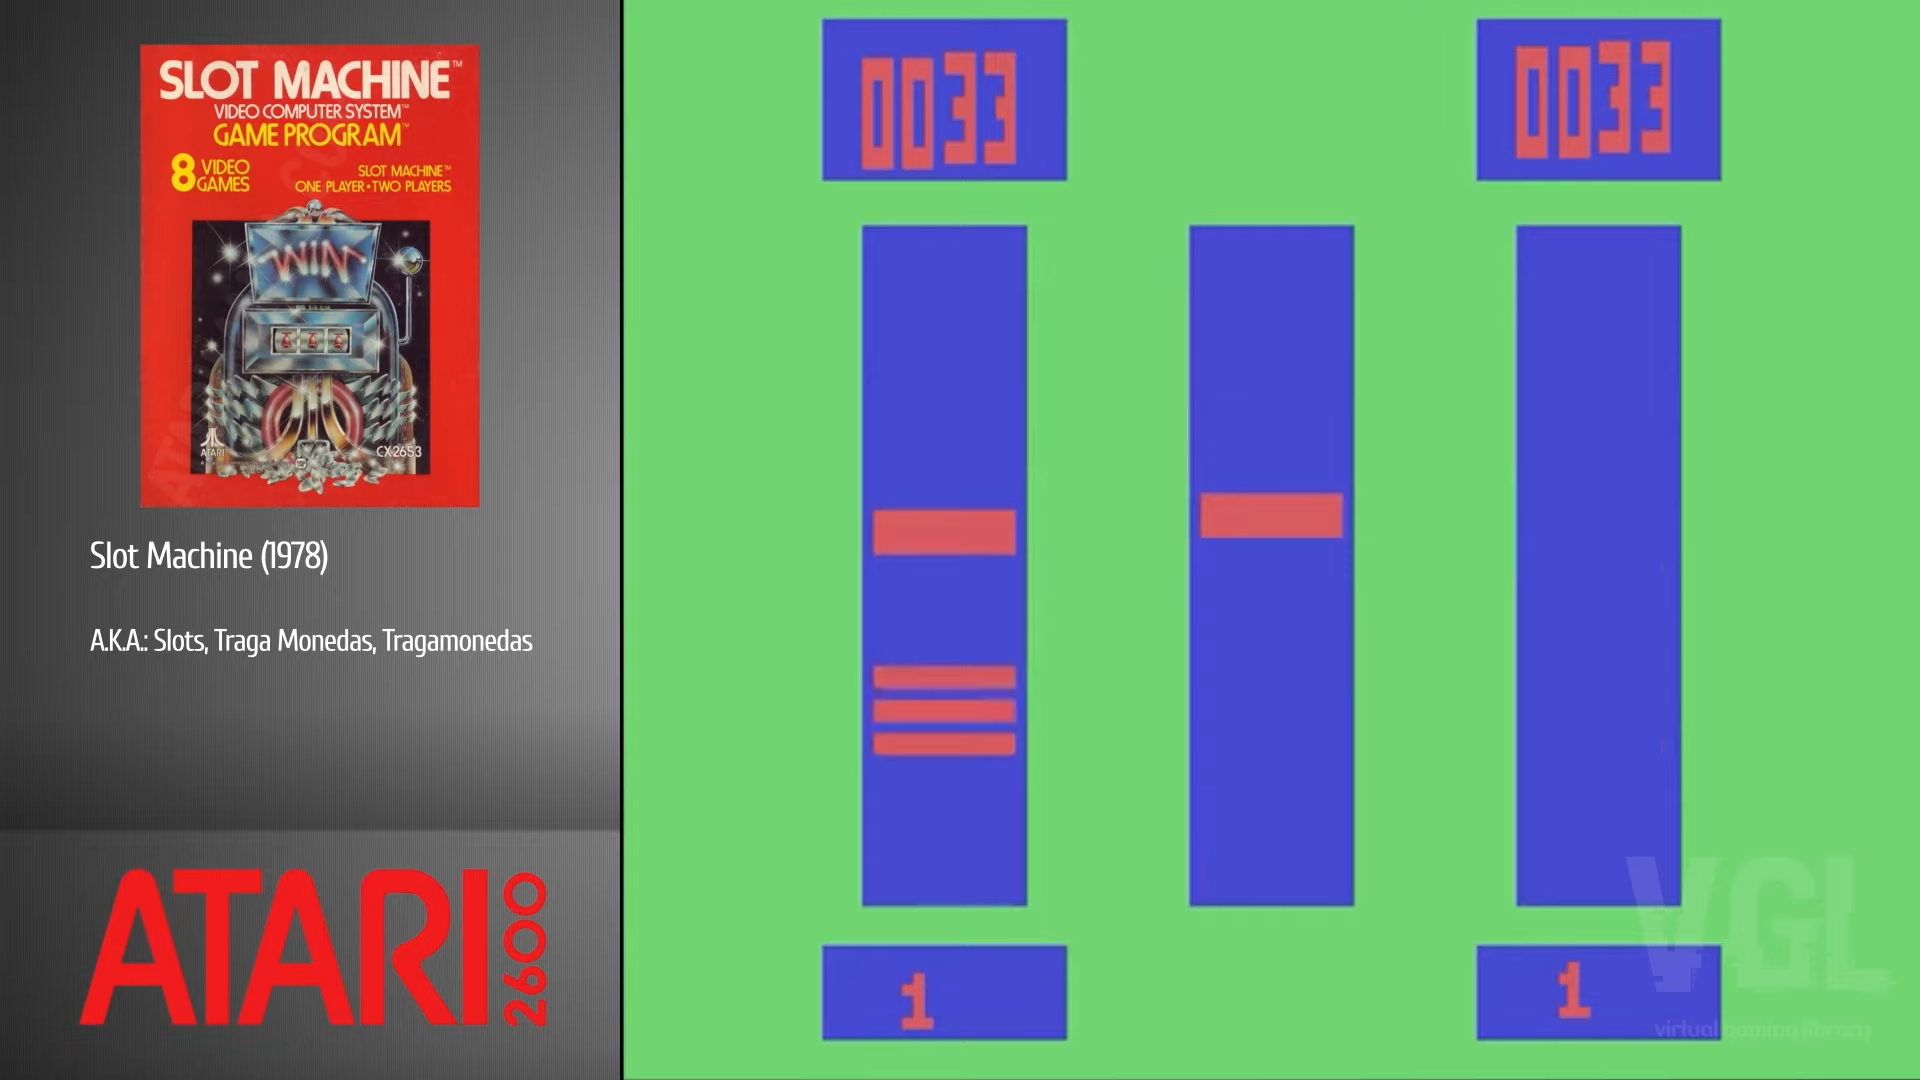 SLOT MACHINE™
VIDEO COMPUTER SYSTEM™
GAME PROGRAM™
8 VIDEO GAMES
SLOT MACHINE™
ONE PLAYER • TWO PLAYERS
WIN
ATARI
CX2653
Slot Machine (1978)
A.K.A.: Slots, Traga Monedas, Tragamonedas
ATARI 2600
0033
0033
1
1
VGL
virtual gaming library